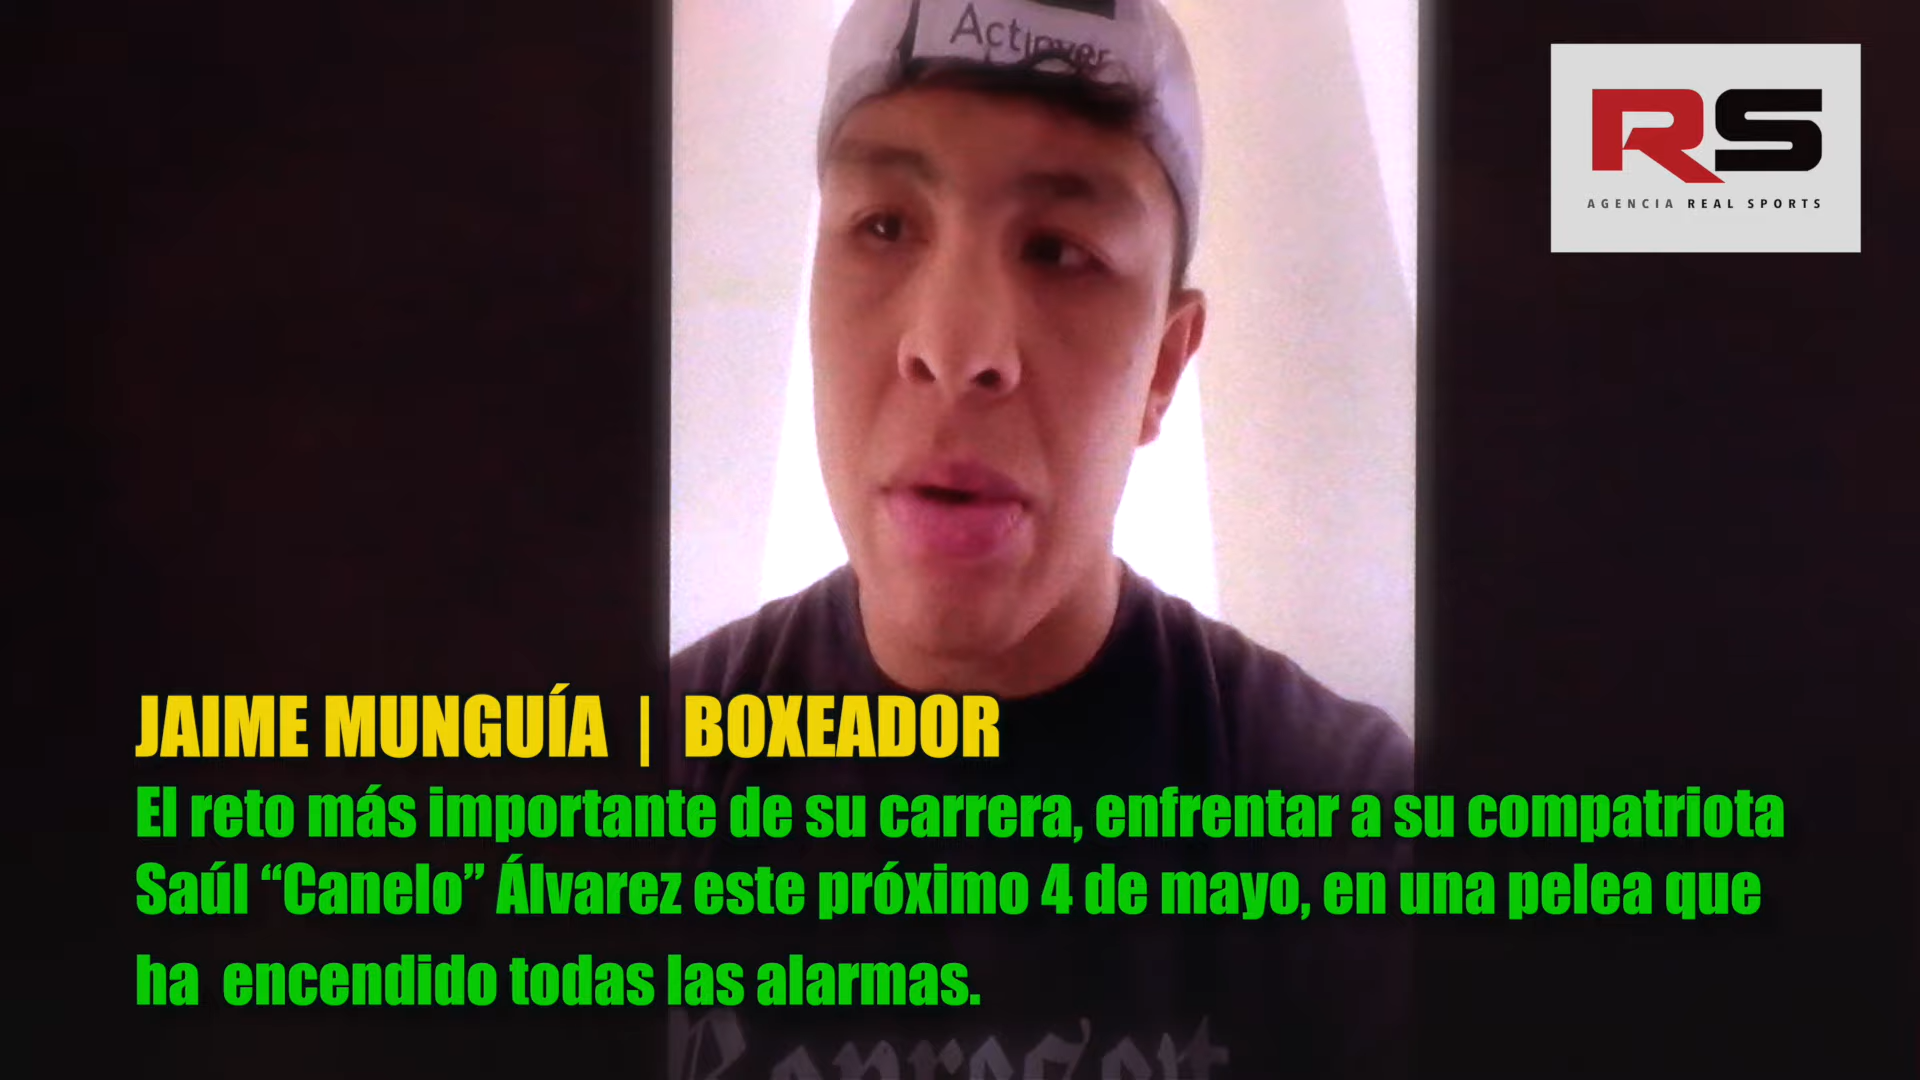 Actinver
RS
AGENCIA REAL SPORTS
JAIME MUNGUÍA | BOXEADOR
El reto más importante de su carrera, enfrentar a su compatriota
Saúl “Canelo” Álvarez este próximo 4 de mayo, en una pelea que
ha encendido todas las alarmas.